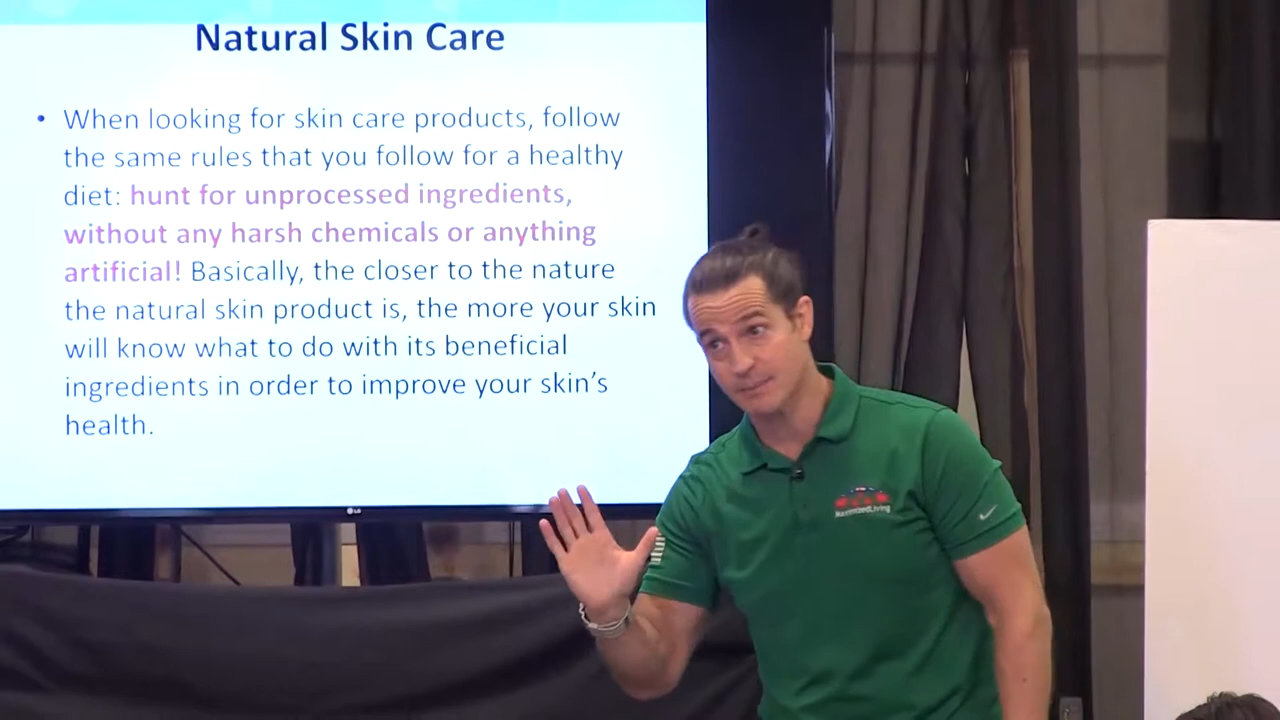 Natural Skin Care
• When looking for skin care products, follow
the same rules that you follow for a healthy
diet: hunt for unprocessed ingredients,
without any harsh chemicals or anything
artificial! Basically, the closer to the nature
the natural skin product is, the more your skin
will know what to do with its beneficial
ingredients in order to improve your skin's
health.
LG
MaximizedLiving